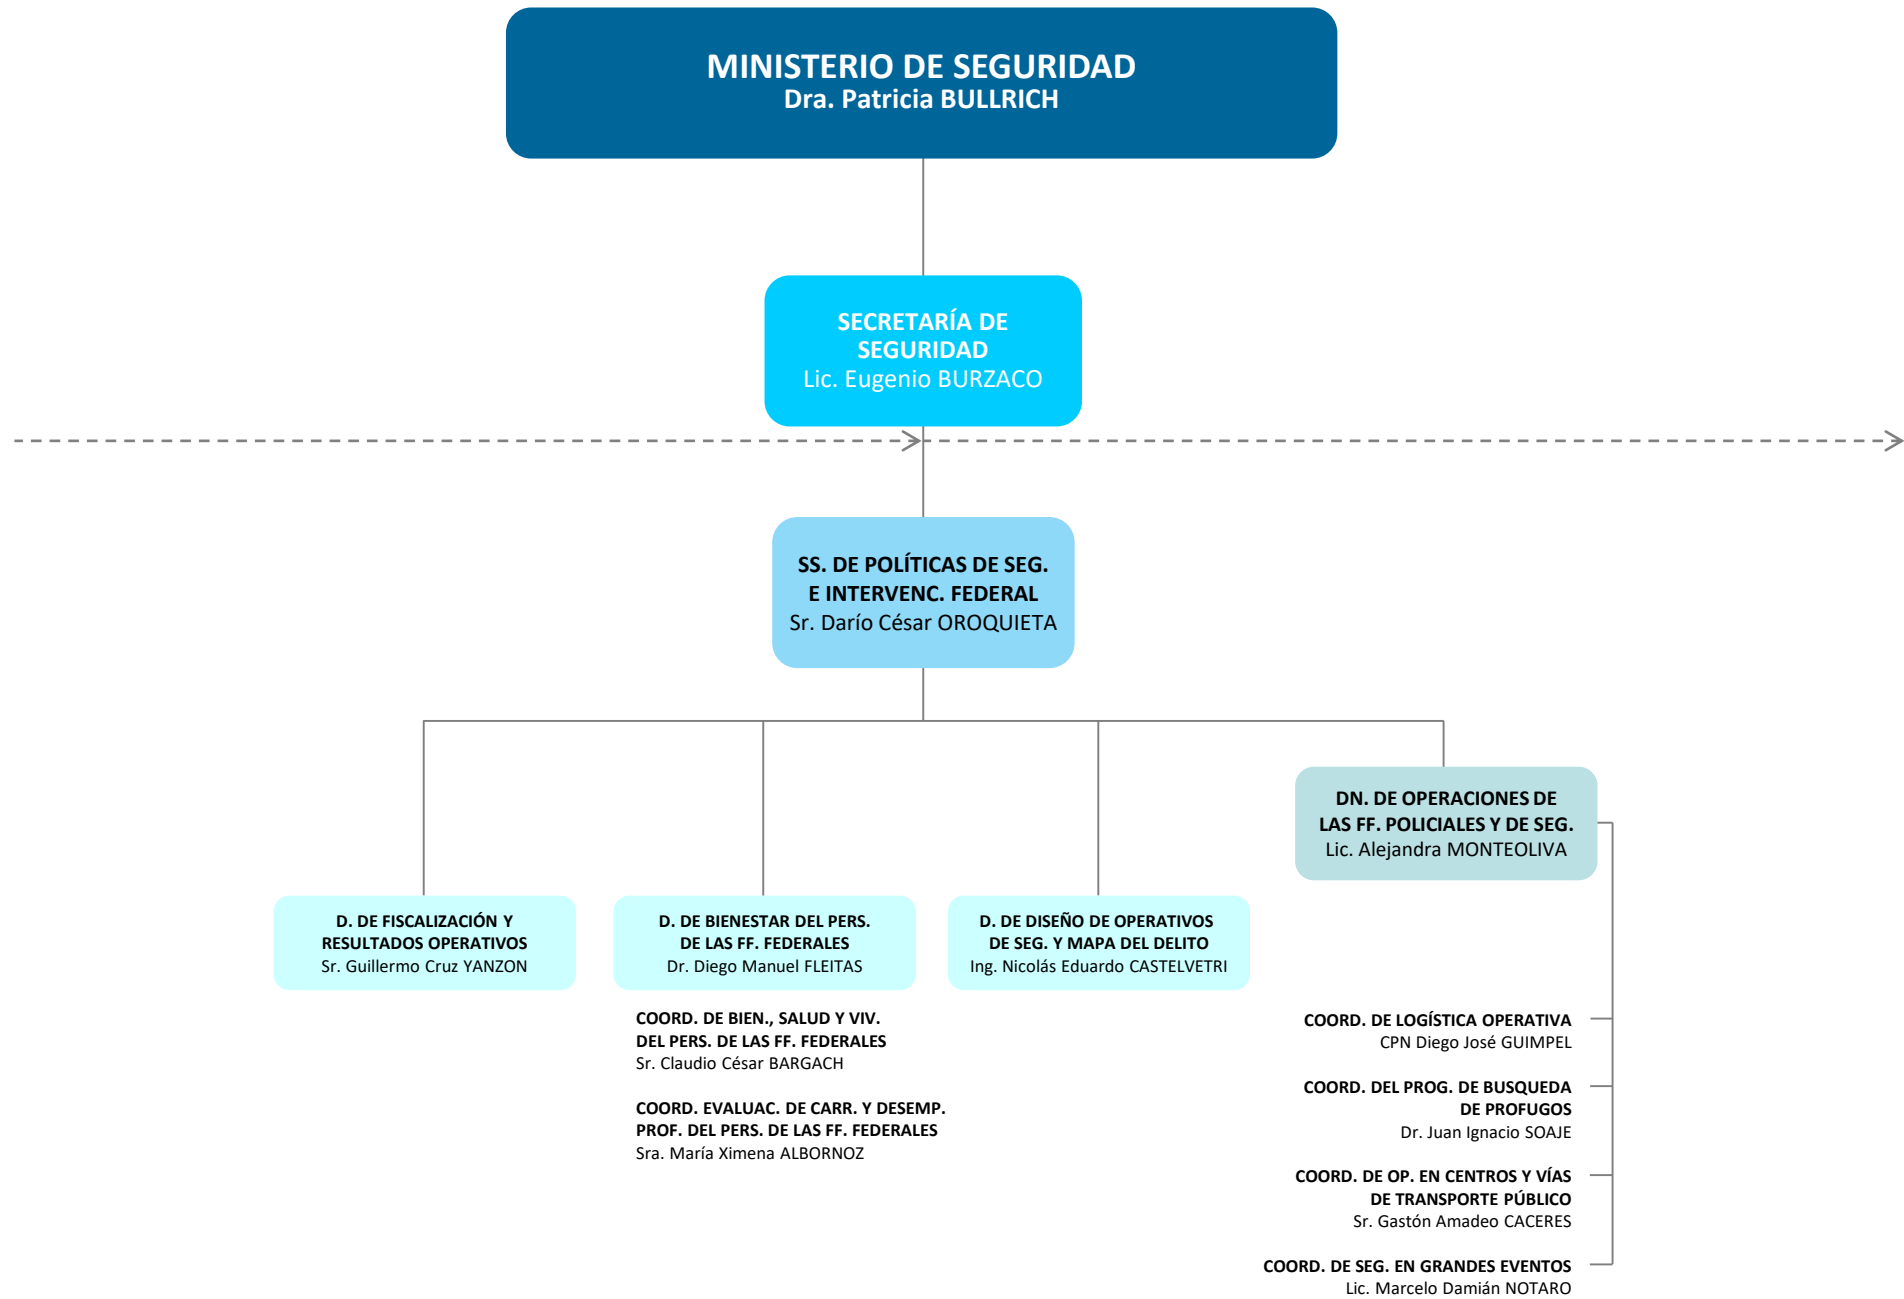 MINISTERIO DE SEGURIDAD
Dra. Patricia BULLRICH
SECRETARÍA DE
SEGURIDAD
Lic. Eugenio BURZACO
SS. DE POLÍTICAS DE SEG.
E INTERVENC. FEDERAL
Sr. Darío César OROQUIETA
DN. DE OPERACIONES DE
LAS FF. POLICIALES Y DE SEG.
Lic. Alejandra MONTEOLIVA
D. DE FISCALIZACIÓN Y
RESULTADOS OPERATIVOS
Sr. Guillermo Cruz YANZON
D. DE BIENESTAR DEL PERS.
DE LAS FF. FEDERALES
Dr. Diego Manuel FLEITAS
D. DE DISEÑO DE OPERATIVOS
DE SEG. Y MAPA DEL DELITO
Ing. Nicolás Eduardo CASTELVETRI
COORD. DE BIEN., SALUD Y VIV.
DEL PERS. DE LAS FF. FEDERALES
Sr. Claudio César BARGACH
COORD. EVALUAC. DE CARR. Y DESEMP.
PROF. DEL PERS. DE LAS FF. FEDERALES
Sra. María Ximena ALBORNOZ
COORD. DE LOGÍSTICA OPERATIVA
CPN Diego José GUIMPEL
COORD. DEL PROG. DE BUSQUEDA
DE PROFUGOS
Dr. Juan Ignacio SOAJE
COORD. DE OP. EN CENTROS Y VÍAS
DE TRANSPORTE PÚBLICO
Sr. Gastón Amadeo CACERES
COORD. DE SEG. EN GRANDES EVENTOS
Lic. Marcelo Damián NOTARO